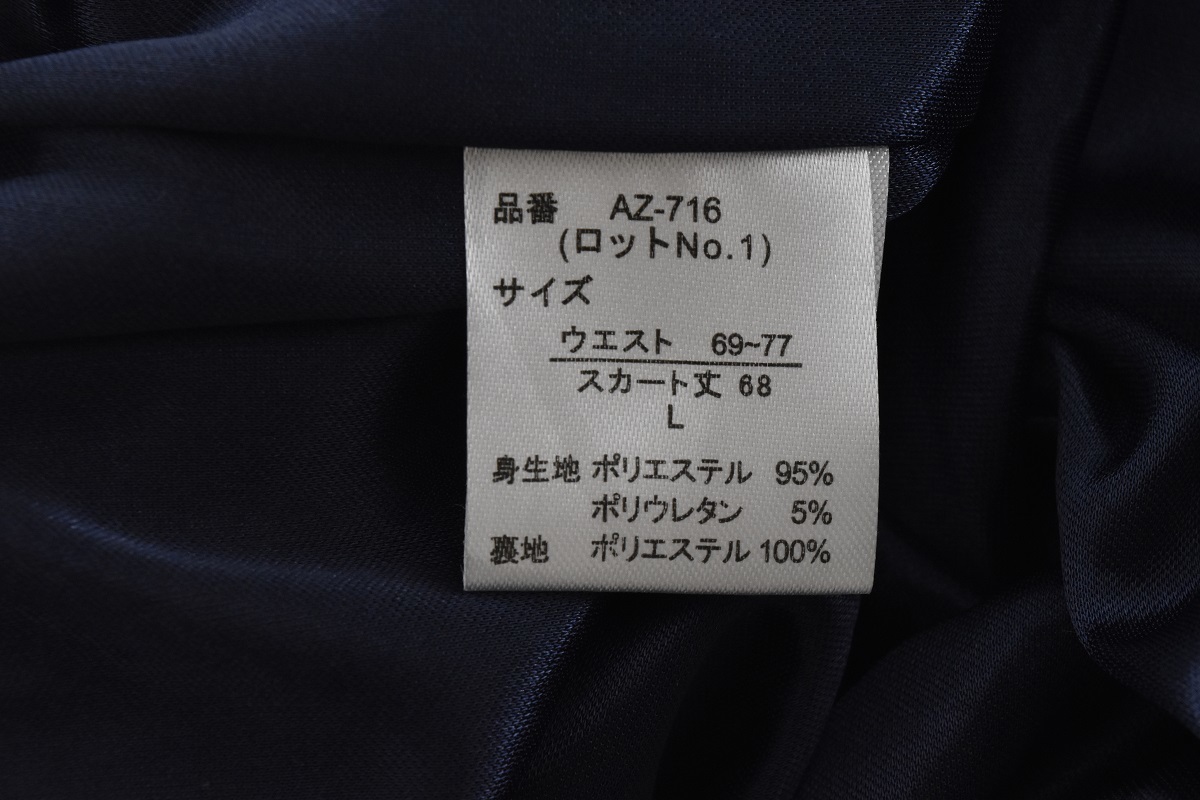 品番 AZ-716
(ロットNo.1)
サイズ
ウエスト 69~77
スカート丈 68
L
身生地 ポリエステル 95%
ポリウレタン 5%
裏地 ポリエステル 100%